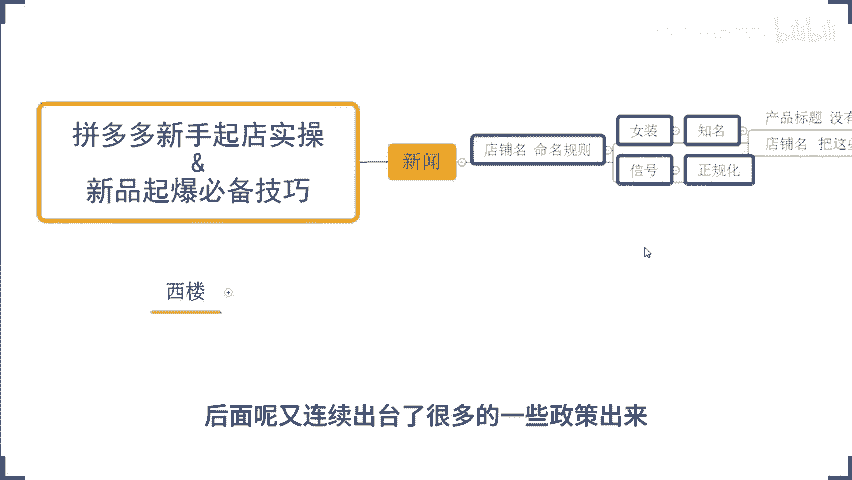 bilibili
拼多多新手起店实操
&
新品起爆必备技巧
新闻
店铺名 命名规则
女装
知名
产品标题 没有
店铺名 把这
信号
正规化
西楼
后面呢又连续出台了很多的一些政策出来